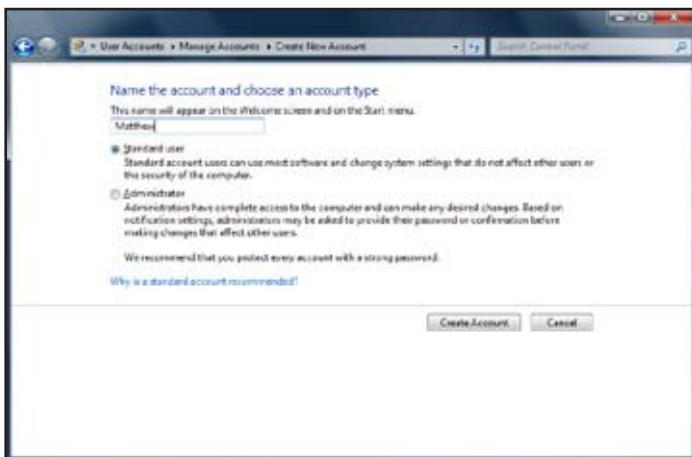 User Accounts ▸ Manage Accounts ▸ Create New Account
Search Control Panel
Name the account and choose an account type
This name will appear on the Welcome screen and on the Start menu.
Matthew
Standard user
Standard account users can use most software and change system settings that do not affect other users or
the security of the computer.
Administrator
Administrators have complete access to the computer and can make any desired changes. Based on
notification settings, administrators may be asked to provide their password or confirmation before
making changes that affect other users.
We recommend that you protect every account with a strong password.
Why is a standard account recommended?
Create Account
Cancel